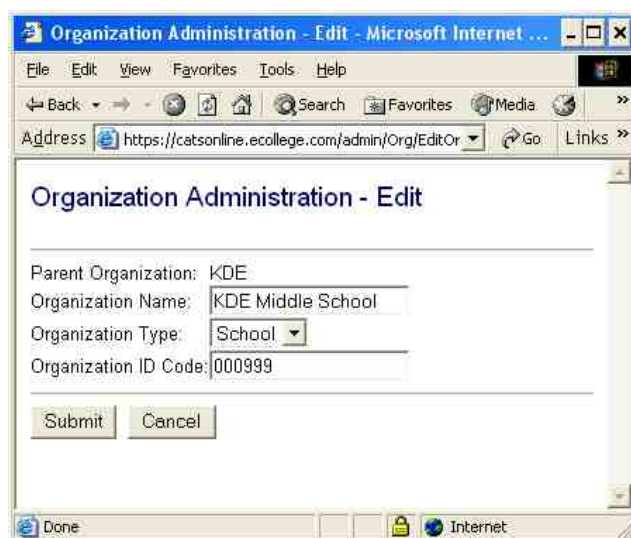 Organization Administration - Edit - Microsoft Internet ...
File Edit View Favorites Tools Help
Back Search Favorites Media »
Address https://catsonline.ecollege.com/admin/Org/EditOr Go Links »
Organization Administration - Edit
Parent Organization: KDE
Organization Name: KDE Middle School
Organization Type: School
Organization ID Code: 000999
Submit Cancel
Done Internet